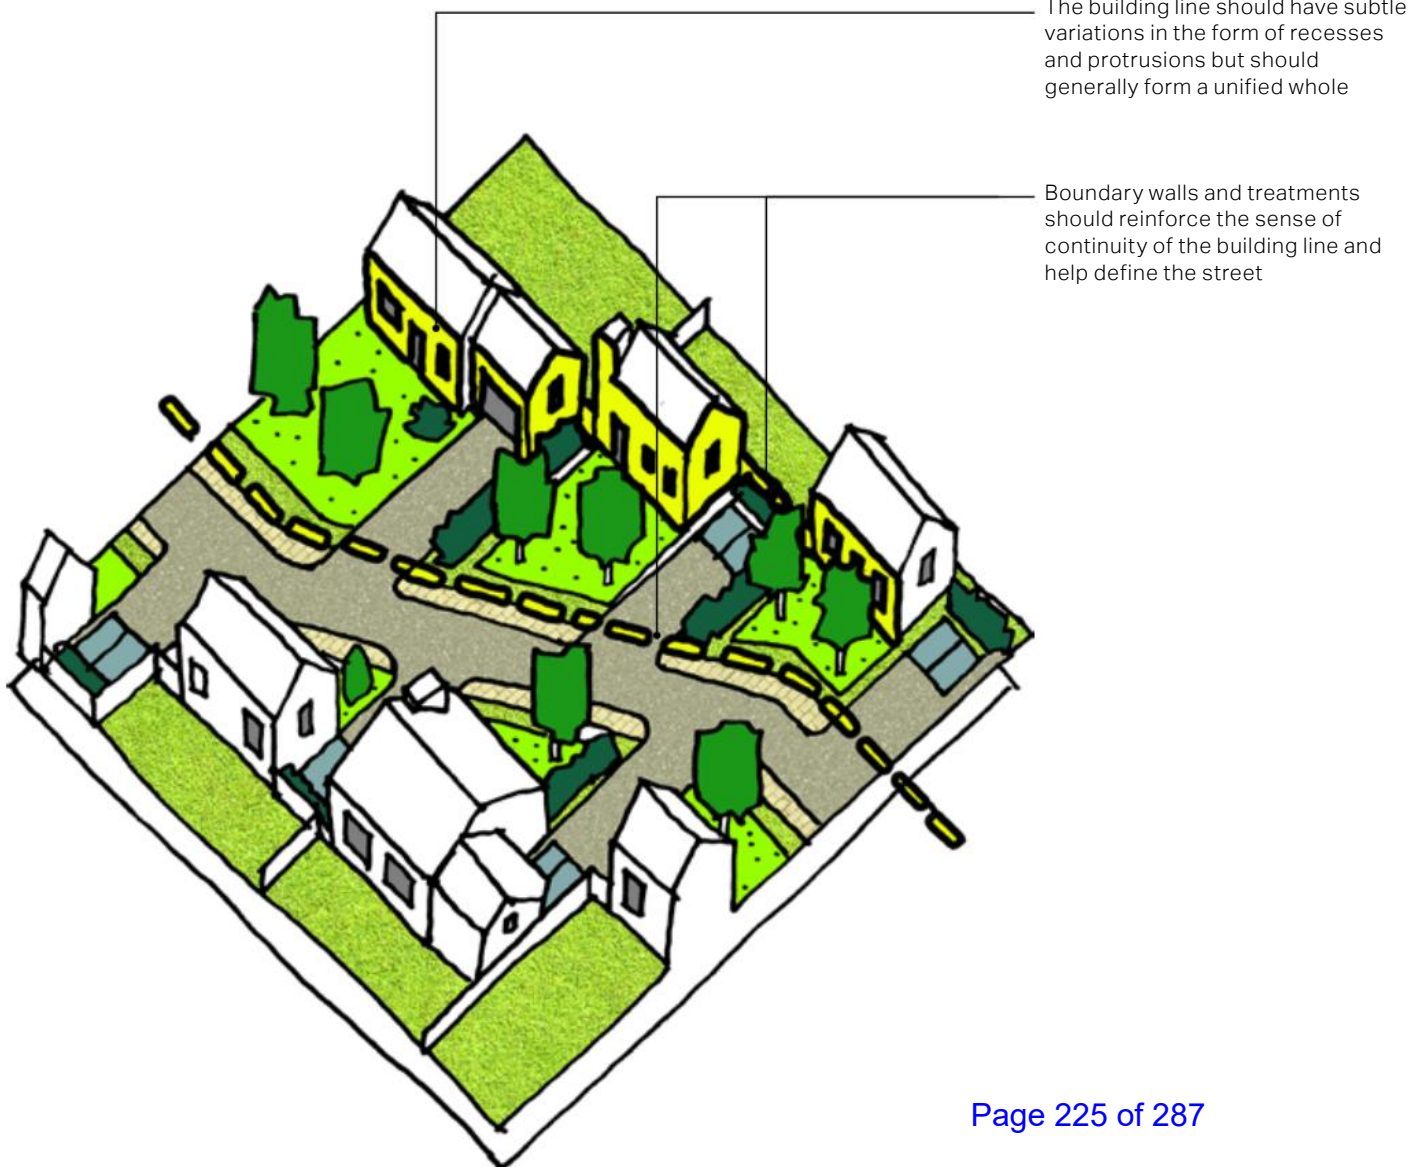 The building line should have subtle
variations in the form of recesses
and protrusions but should
generally form a unified whole
Boundary walls and treatments
should reinforce the sense of
continuity of the building line and
help define the street
Page 225 of 287